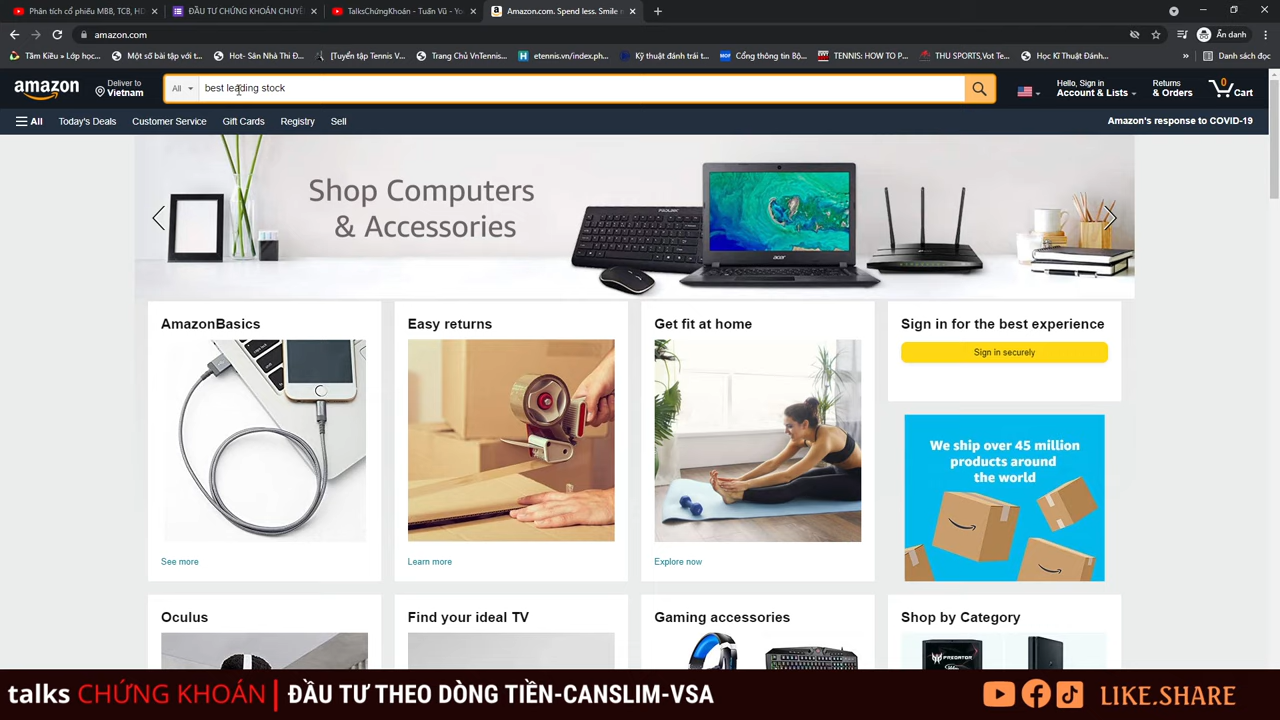 Phân tích cổ phiếu MBB, TCB, HD
ĐẦU TƯ CHỨNG KHOÁN CHUYÊ
TalksChứngKhoán - Tuấn Vũ - Yo
Amazon.com. Spend less. Smile
amazon.com
Ẩn danh
Tâm Kiều » Lớp học...
Một số bài tập với t...
Hot- Sân Nhà Thi Đ...
[Tuyển tập Tennis V...
Trang Chủ VnTennis...
etennis.vn/index.ph...
Kỹ thuật đánh trái t...
Cổng thông tin Bộ...
TENNIS: HOW TO P...
THU SPORTS,Vot Te...
Học Kĩ Thuật Đánh...
Danh sách đọc
amazon
Deliver to
Vietnam
All
best leading stock
Hello, Sign in
Account & Lists
Returns
& Orders
0
Cart
All
Today's Deals
Customer Service
Gift Cards
Registry
Sell
Amazon's response to COVID-19
Shop Computers
& Accessories
acer
AmazonBasics
Easy returns
Get fit at home
Sign in for the best experience
Sign in securely
We ship over 45 million
products around
the world
See more
Learn more
Explore now
Oculus
Find your ideal TV
Gaming accessories
Shop by Category
PREDATOR
talks CHỨNG KHOÁN | ĐẦU TƯ THEO DÒNG TIỀN-CANSLIM-VSA
LIKE.SHARE